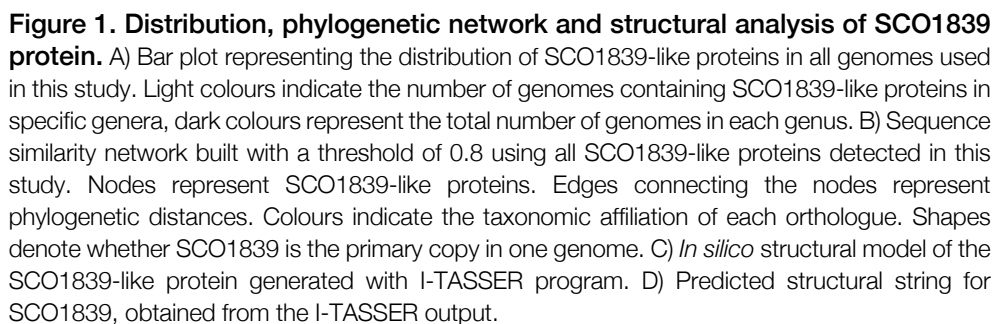 Figure 1. Distribution, phylogenetic network and structural analysis of SCO1839
protein. A) Bar plot representing the distribution of SCO1839-like proteins in all genomes used
in this study. Light colours indicate the number of genomes containing SCO1839-like proteins in
specific genera, dark colours represent the total number of genomes in each genus. B) Sequence
similarity network built with a threshold of 0.8 using all SCO1839-like proteins detected in this
study. Nodes represent SCO1839-like proteins. Edges connecting the nodes represent
phylogenetic distances. Colours indicate the taxonomic affiliation of each orthologue. Shapes
denote whether SCO1839 is the primary copy in one genome. C) In silico structural model of the
SCO1839-like protein generated with I-TASSER program. D) Predicted structural string for
SCO1839, obtained from the I-TASSER output.